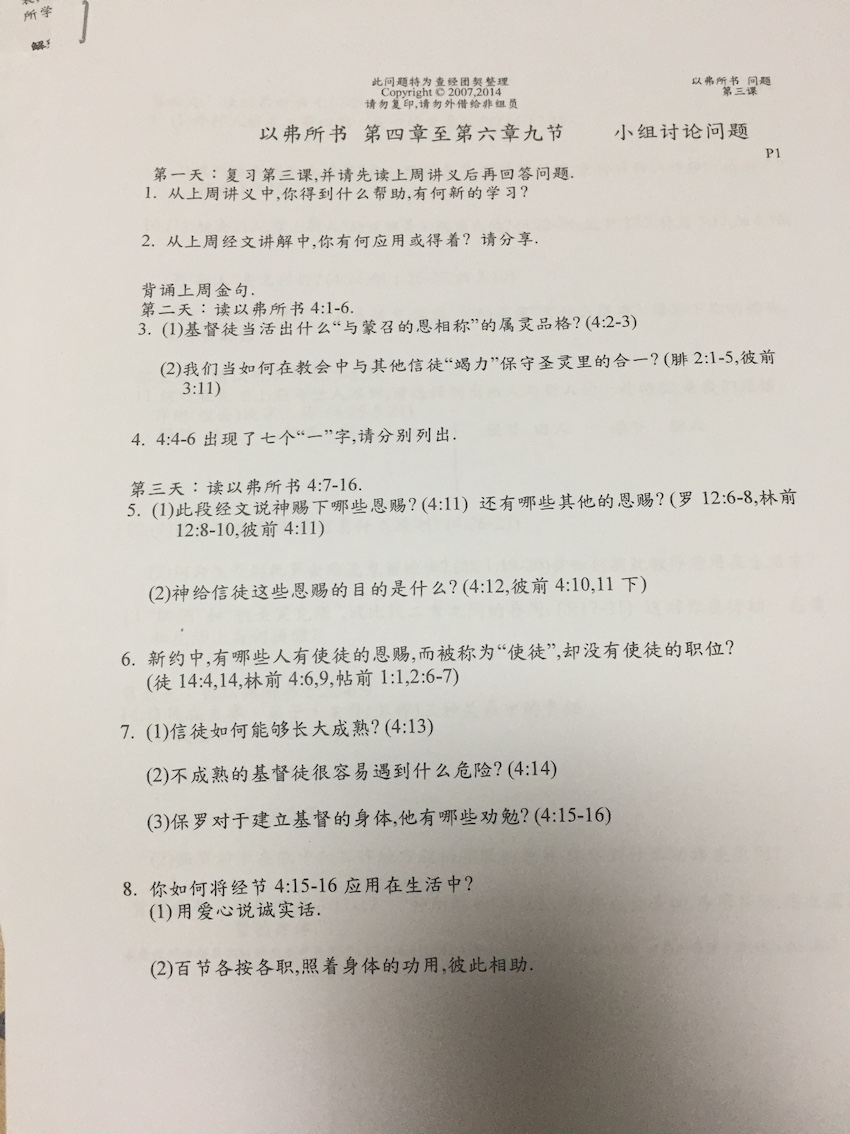 所学
此问题特为查经团契整理
Copyright © 2007,2014
请勿复印,请勿外借给非组员
以弗所书 问题
第三课
以弗所书 第四章至第六章九节 小组讨论问题
P1
第一天：复习第三课,并请先读上周讲义后再回答问题.
1. 从上周讲义中,你得到什么帮助,有何新的学习?
2. 从上周经文讲解中,你有何应用或得着? 请分享.
背诵上周金句.
第二天：读以弗所书 4:1-6.
3. (1)基督徒当活出什么“与蒙召的恩相称”的属灵品格? (4:2-3)
(2)我们当如何在教会中与其他信徒“竭力”保守圣灵里的合一? (腓 2:1-5,彼前
3:11)
4. 4:4-6 出现了七个“一”字,请分别列出.
第三天：读以弗所书 4:7-16.
5. (1)此段经文说神赐下哪些恩赐? (4:11) 还有哪些其他的恩赐? (罗 12:6-8,林前
12:8-10,彼前 4:11)
(2)神给信徒这些恩赐的目的是什么? (4:12,彼前 4:10,11 下)
6. 新约中,有哪些人有使徒的恩赐,而被称为“使徒”,却没有使徒的职位?
(徒 14:4,14,林前 4:6,9,帖前 1:1,2:6-7)
7. (1)信徒如何能够长大成熟? (4:13)
(2)不成熟的基督徒很容易遇到什么危险? (4:14)
(3)保罗对于建立基督的身体,他有哪些劝勉? (4:15-16)
8. 你如何将经节 4:15-16 应用在生活中?
(1)用爱心说诚实话.
(2)百节各按各职,照着身体的功用,彼此相助.